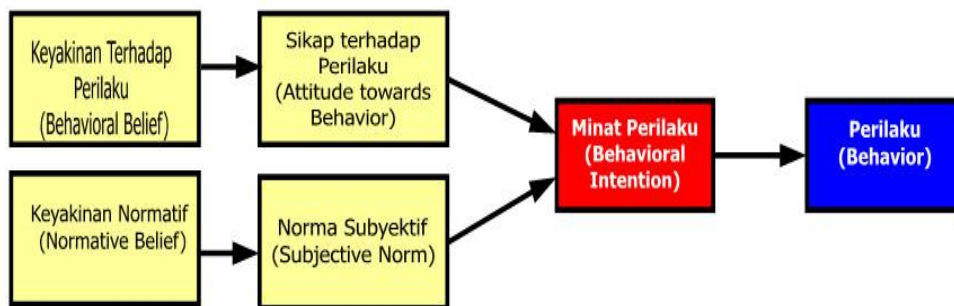 Keyakinan Terhadap
Perilaku
(Behavioral Belief)
Sikap terhadap
Perilaku
(Attitude towards
Behavior)
Keyakinan Normatif
(Normative Belief)
Norma Subyektif
(Subjective Norm)
Minat Perilaku
(Behavioral
Intention)
Perilaku
(Behavior)